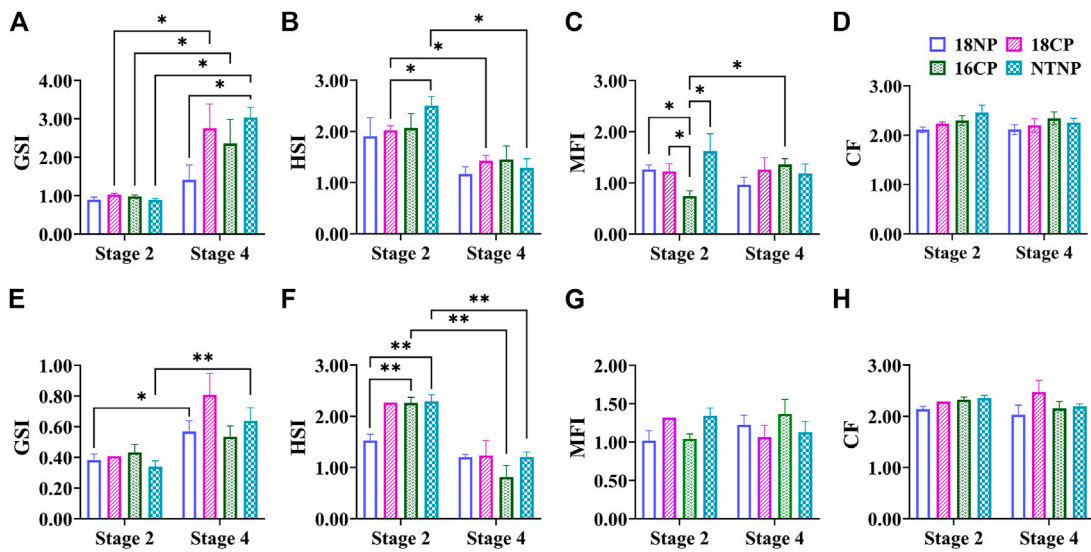 A
GSI
4.00
3.00
2.00
1.00
0.00
*
*
*
*
Stage 2 Stage 4
B
HSI
3.00
2.00
1.00
0.00
*
*
*
Stage 2 Stage 4
C
MFI
3.00
2.00
1.00
0.00
*
*
*
*
Stage 2 Stage 4
D
18NP 18CP
16CP NTNP
CF
3.00
2.00
1.00
0.00
Stage 2 Stage 4
E
GSI
1.00
0.80
0.60
0.40
0.20
0.00
*
**
Stage 2 Stage 4
F
HSI
3.00
2.00
1.00
0.00
**
**
**
**
Stage 2 Stage 4
G
MFI
2.00
1.50
1.00
0.50
0.00
Stage 2 Stage 4
H
CF
3.00
2.00
1.00
0.00
Stage 2 Stage 4